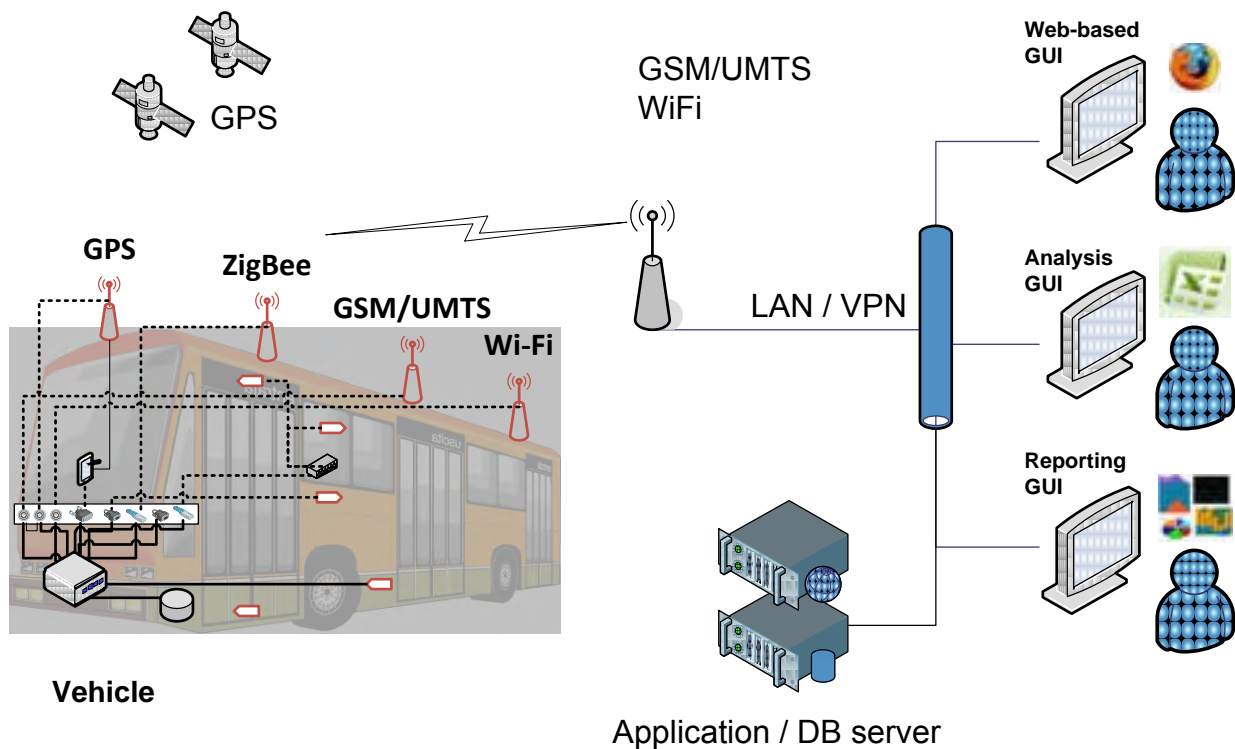 Web-based
GUI
GSM/UMTS
WiFi
GPS
GPS
ZigBee
GSM/UMTS
Wi-Fi
Analysis
GUI
LAN / VPN
uscita
Reporting
GUI
Vehicle
Application / DB server